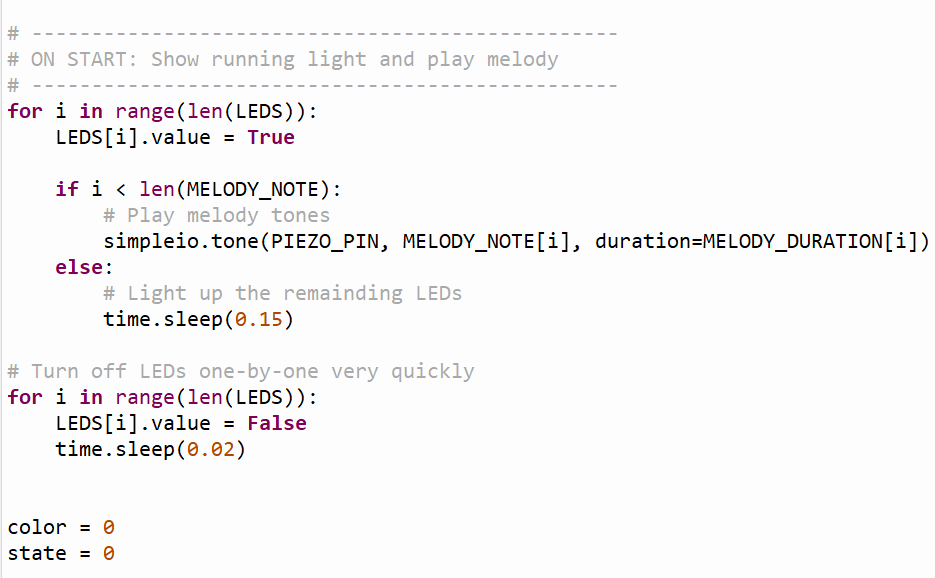 # -------------------------------------------------
# ON START: Show running light and play melody
# -------------------------------------------------
for i in range(len(LEDS)):
    LEDS[i].value = True

    if i < len(MELODY_NOTE):
        # Play melody tones
        simpleio.tone(PIEZO_PIN, MELODY_NOTE[i], duration=MELODY_DURATION[i])
    else:
        # Light up the remainding LEDs
        time.sleep(0.15)

# Turn off LEDs one-by-one very quickly
for i in range(len(LEDS)):
    LEDS[i].value = False
    time.sleep(0.02)


color = 0
state = 0